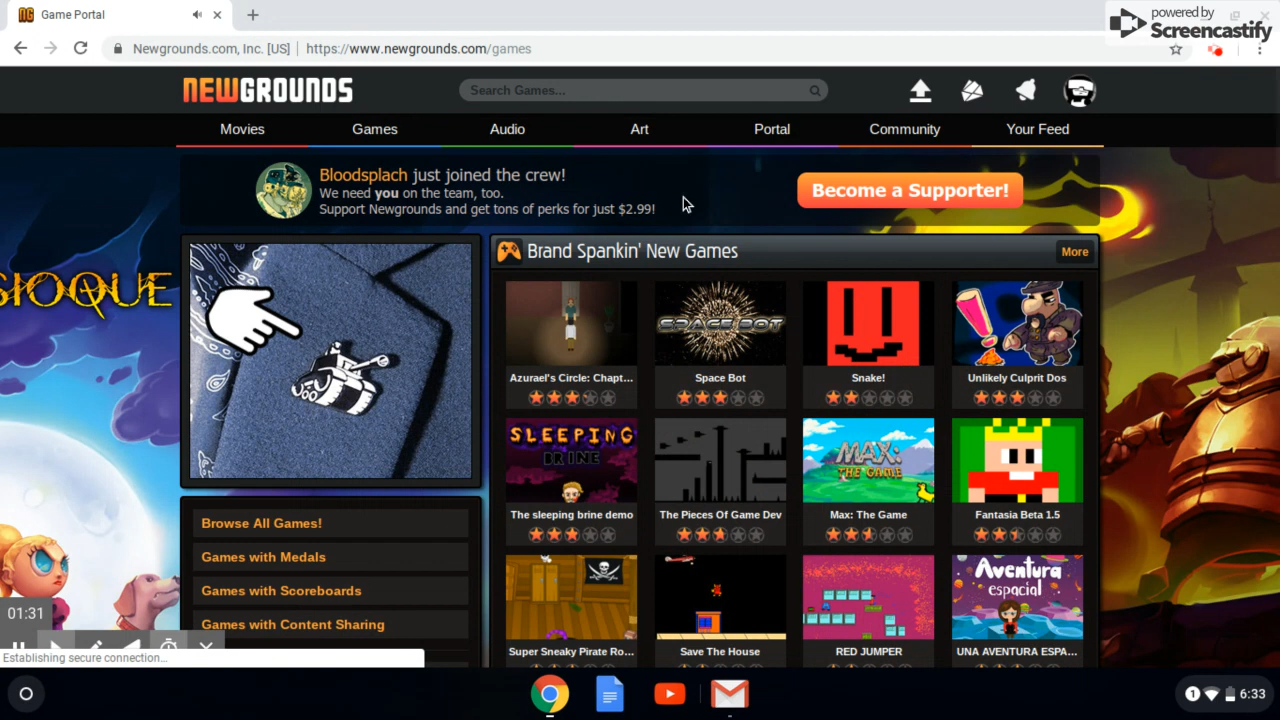 Game Portal
powered by
Screencastify
Newgrounds.com, Inc. [US]
https://www.newgrounds.com/games
NEWGROUNDS
Search Games...
Movies
Games
Audio
Art
Portal
Community
Your Feed
Bloodsplach just joined the crew!
We need you on the team, too.
Support Newgrounds and get tons of perks for just $2.99!
Become a Supporter!
SIOQUE
Brand Spankin' New Games
More
SPACE BOT
Azurael's Circle: Chapt...
Space Bot
Snake!
Unlikely Culprit Dos
SLEEPING
BRINE
MAX:
THE GAME
The sleeping brine demo
The Pieces Of Game Dev
Max: The Game
Fantasia Beta 1.5
Aventura
espacial
Super Sneaky Pirate Ro...
Save The House
RED JUMPER
UNA AVENTURA ESPA...
Browse All Games!
Games with Medals
Games with Scoreboards
Games with Content Sharing
01:31
Establishing secure connection...
1
6:33